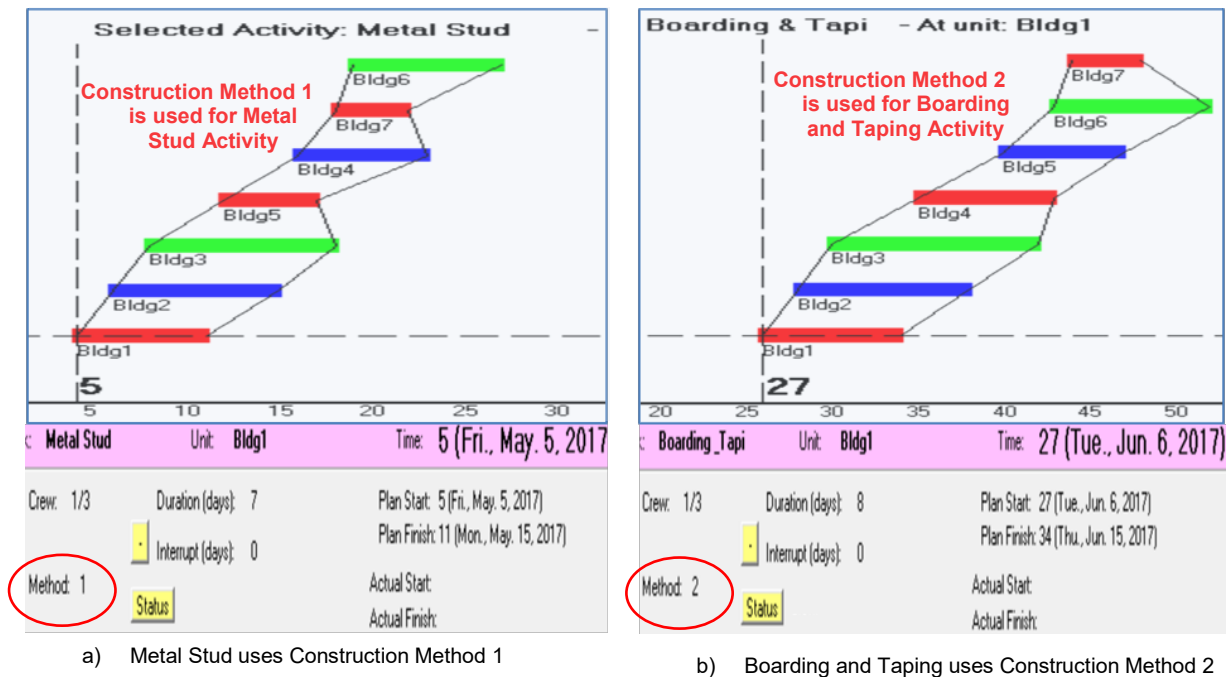 Selected Activity: Metal Stud -
Construction Method 1
is used for Metal
Stud Activity
Bldg6
Bldg7
Bldg4
Bldg5
Bldg3
Bldg2
Bldg1
5
5 10 15 20 25 30
Metal Stud Unit: Bldg1 Time: 5 (Fri., May. 5, 2017
Crew: 1/3 Duration (days): 7 Plan Start: 5 (Fri., May. 5, 2017)
Interrupt (days): 0 Plan Finish: 11 (Mon., May. 15, 2017)
Method: 1 Status Actual Start:
Actual Finish:
a) Metal Stud uses Construction Method 1
Boarding & Tapi - At unit: Bldg1
Construction Method 2
is used for Boarding
and Taping Activity
Bldg7
Bldg6
Bldg5
Bldg4
Bldg3
Bldg2
Bldg1
27
20 25 30 35 40 45 50
Boarding_Tapi Unit: Bldg1 Time: 27 (Tue., Jun. 6, 2017)
Crew: 1/3 Duration (days): 8 Plan Start: 27 (Tue., Jun. 6, 2017)
Interrupt (days): 0 Plan Finish: 34 (Thu., Jun. 15, 2017)
Method: 2 Status Actual Start:
Actual Finish:
b) Boarding and Taping uses Construction Method 2